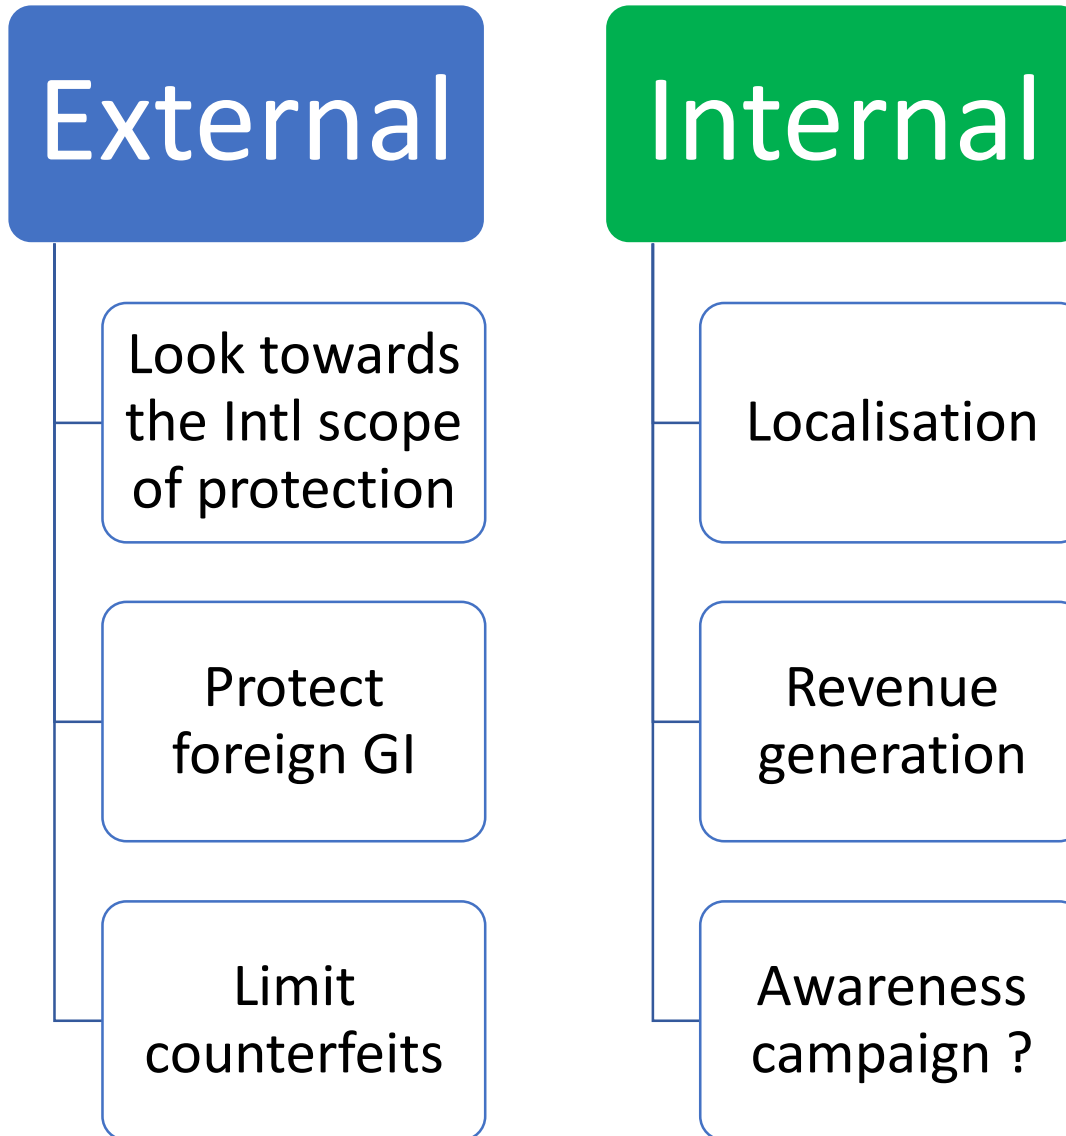 External
Look towards
the Intl scope
of protection
Protect
foreign GI
Limit
counterfeits
Internal
Localisation
Revenue
generation
Awareness
campaign ?